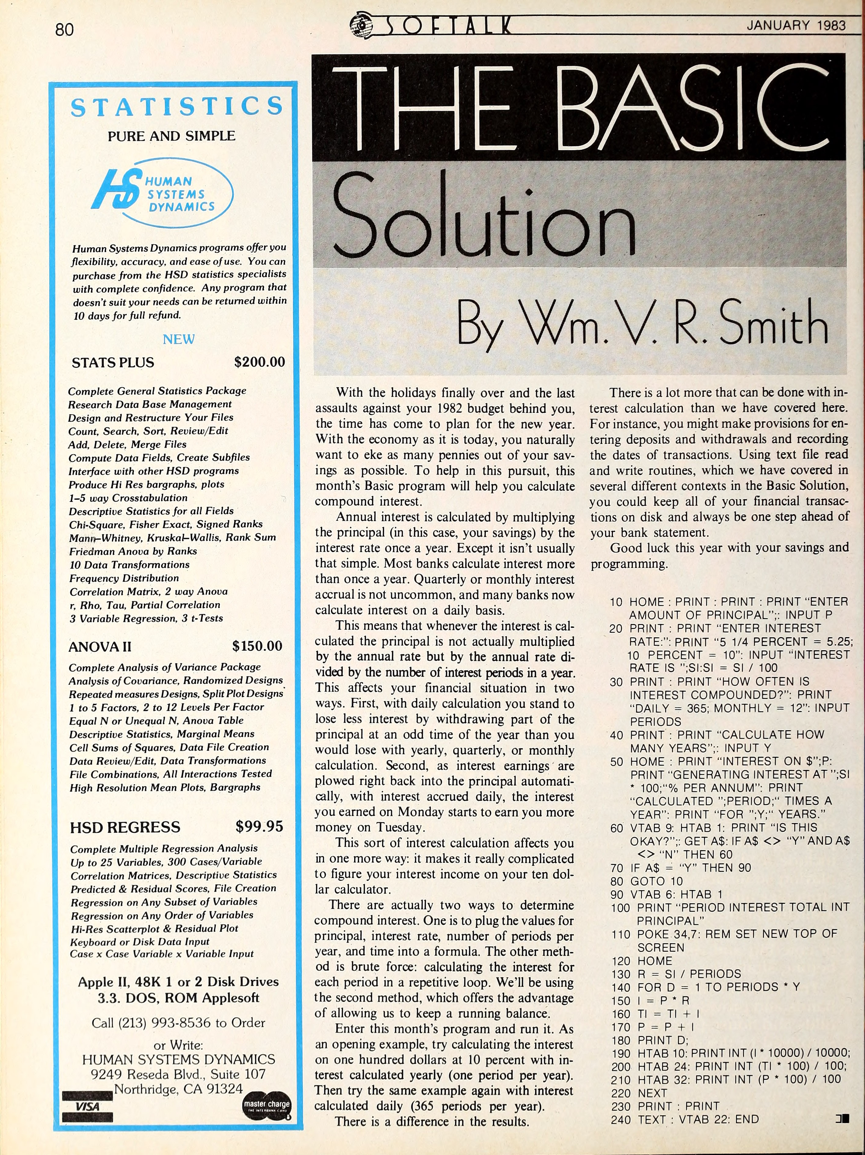 80
SOFTALK
JANUARY 1983
STATISTICS
PURE AND SIMPLE
HS HUMAN
SYSTEMS
DYNAMICS
Human Systems Dynamics programs offer you
flexibility, accuracy, and ease of use. You can
purchase from the HSD statistics specialists
with complete confidence. Any program that
doesn't suit your needs can be returned within
10 days for full refund.
NEW
STATS PLUS $200.00
Complete General Statistics Package
Research Data Base Management
Design and Restructure Your Files
Count, Search, Sort, Review/Edit
Add, Delete, Merge Files
Compute Data Fields, Create Subfiles
Interface with other HSD programs
Produce Hi Res bargraphs, plots
1-5 way Crosstabulation
Descriptive Statistics for all Fields
Chi-Square, Fisher Exact, Signed Ranks
Mann-Whitney, Kruskal-Wallis, Rank Sum
Friedman Anova by Ranks
10 Data Transformations
Frequency Distribution
Correlation Matrix, 2 way Anova
r, Rho, Tau, Partial Correlation
3 Variable Regression, 3 t-Tests
ANOVA II $150.00
Complete Analysis of Variance Package
Analysis of Covariance, Randomized Designs
Repeated measures Designs, Split Plot Designs
1 to 5 Factors, 2 to 12 Levels Per Factor
Equal N or Unequal N, Anova Table
Descriptive Statistics, Marginal Means
Cell Sums of Squares, Data File Creation
Data Review/Edit, Data Transformations
File Combinations, All Interactions Tested
High Resolution Mean Plots, Bargraphs
HSD REGRESS $99.95
Complete Multiple Regression Analysis
Up to 25 Variables, 300 Cases/Variable
Correlation Matrices, Descriptive Statistics
Predicted & Residual Scores, File Creation
Regression on Any Subset of Variables
Regression on Any Order of Variables
Hi-Res Scatterplot & Residual Plot
Keyboard or Disk Data Input
Case x Case Variable x Variable Input
Apple II, 48K 1 or 2 Disk Drives
3.3. DOS, ROM Applesoft
Call (213) 993-8536 to Order
or Write:
HUMAN SYSTEMS DYNAMICS
9249 Reseda Blvd., Suite 107
Northridge, CA 91324
VISA
master charge
THE BASIC
Solution
By Wm. V. R. Smith
With the holidays finally over and the last
assaults against your 1982 budget behind you,
the time has come to plan for the new year.
With the economy as it is today, you naturally
want to eke as many pennies out of your sav-
ings as possible. To help in this pursuit, this
month's Basic program will help you calculate
compound interest.
Annual interest is calculated by multiplying
the principal (in this case, your savings) by the
interest rate once a year. Except it isn't usually
that simple. Most banks calculate interest more
than once a year. Quarterly or monthly interest
accrual is not uncommon, and many banks now
calculate interest on a daily basis.
This means that whenever the interest is cal-
culated the principal is not actually multiplied
by the annual rate but by the annual rate di-
vided by the number of interest periods in a year.
This affects your financial situation in two
ways. First, with daily calculation you stand to
lose less interest by withdrawing part of the
principal at an odd time of the year than you
would lose with yearly, quarterly, or monthly
calculation. Second, as interest earnings are
plowed right back into the principal automati-
cally, with interest accrued daily, the interest
you earned on Monday starts to earn you more
money on Tuesday.
This sort of interest calculation affects you
in one more way: it makes it really complicated
to figure your interest income on your ten dol-
lar calculator.
There are actually two ways to determine
compound interest. One is to plug the values for
principal, interest rate, number of periods per
year, and time into a formula. The other meth-
od is brute force: calculating the interest for
each period in a repetitive loop. We'll be using
the second method, which offers the advantage
of allowing us to keep a running balance.
Enter this month's program and run it. As
an opening example, try calculating the interest
on one hundred dollars at 10 percent with in-
terest calculated yearly (one period per year).
Then try the same example again with interest
calculated daily (365 periods per year).
There is a difference in the results.
There is a lot more that can be done with in-
terest calculation than we have covered here.
For instance, you might make provisions for en-
tering deposits and withdrawals and recording
the dates of transactions. Using text file read
and write routines, which we have covered in
several different contexts in the Basic Solution,
you could keep all of your financial transac-
tions on disk and always be one step ahead of
your bank statement.
Good luck this year with your savings and
programming.
10 HOME : PRINT : PRINT : PRINT "ENTER
AMOUNT OF PRINCIPAL";: INPUT P
20 PRINT : PRINT "ENTER INTEREST
RATE:": PRINT "5 1/4 PERCENT = 5.25;
10 PERCENT = 10": INPUT "INTEREST
RATE IS ";SI:SI = SI / 100
30 PRINT : PRINT "HOW OFTEN IS
INTEREST COMPOUNDED?": PRINT
"DAILY = 365; MONTHLY = 12": INPUT
PERIODS
40 PRINT : PRINT "CALCULATE HOW
MANY YEARS";: INPUT Y
50 HOME : PRINT "INTEREST ON $";P:
PRINT "GENERATING INTEREST AT ";SI
* 100;"% PER ANNUM": PRINT
"CALCULATED ";PERIOD;" TIMES A
YEAR": PRINT "FOR ";Y;" YEARS."
60 VTAB 9: HTAB 1: PRINT "IS THIS
OKAY?";: GET A$: IF A$ <> "Y" AND A$
<> "N" THEN 60
70 IF A$ = "Y" THEN 90
80 GOTO 10
90 VTAB 6: HTAB 1
100 PRINT "PERIOD INTEREST TOTAL INT
PRINCIPAL"
110 POKE 34,7: REM SET NEW TOP OF
SCREEN
120 HOME
130 R = SI / PERIODS
140 FOR D = 1 TO PERIODS * Y
150 I = P * R
160 TI = TI + I
170 P = P + I
180 PRINT D;
190 HTAB 10: PRINT INT (I * 10000) / 10000;
200 HTAB 24: PRINT INT (TI * 100) / 100;
210 HTAB 32: PRINT INT (P * 100) / 100
220 NEXT
230 PRINT : PRINT
240 TEXT : VTAB 22: END